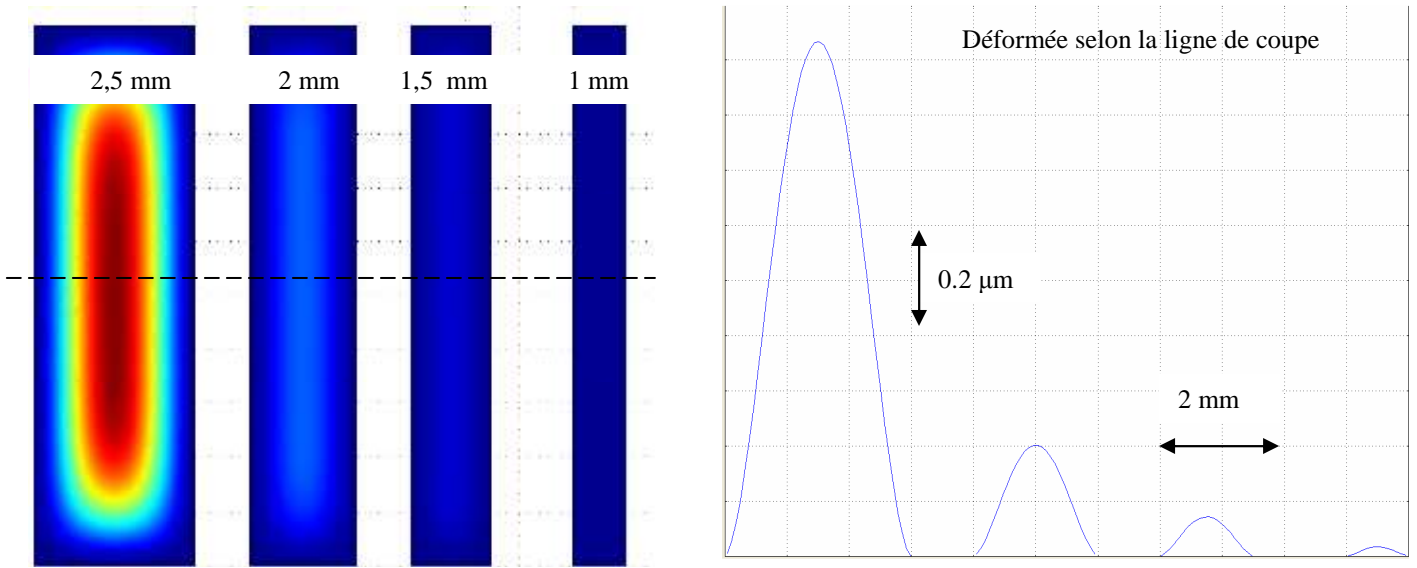 2,5 mm
2 mm
1,5 mm
1 mm
Déformée selon la ligne de coupe
0.2 μm
2 mm